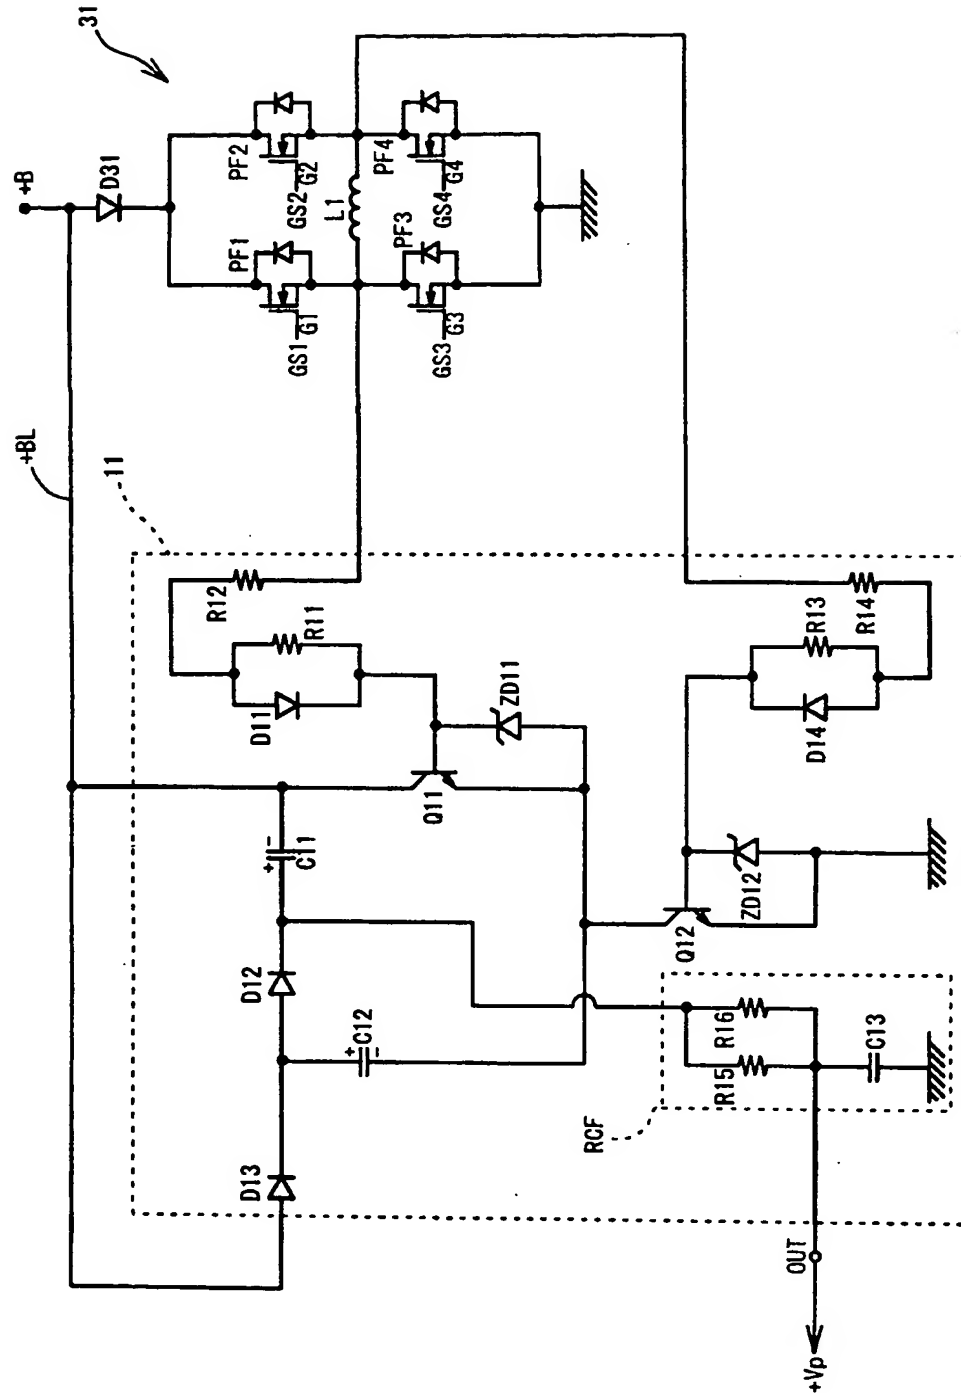 31
+B
D31
PF2
GS2
G2
PF1
GS1
G1
L1
PF4
GS4
G4
PF3
GS3
G3
+BL
11
R12
R11
D11
ZD11
Q11
C11
+
-
D12
C12
+
-
D13
R13
R14
D14
ZD12
Q12
R16
R15
C13
RCF
OUT
+Vp